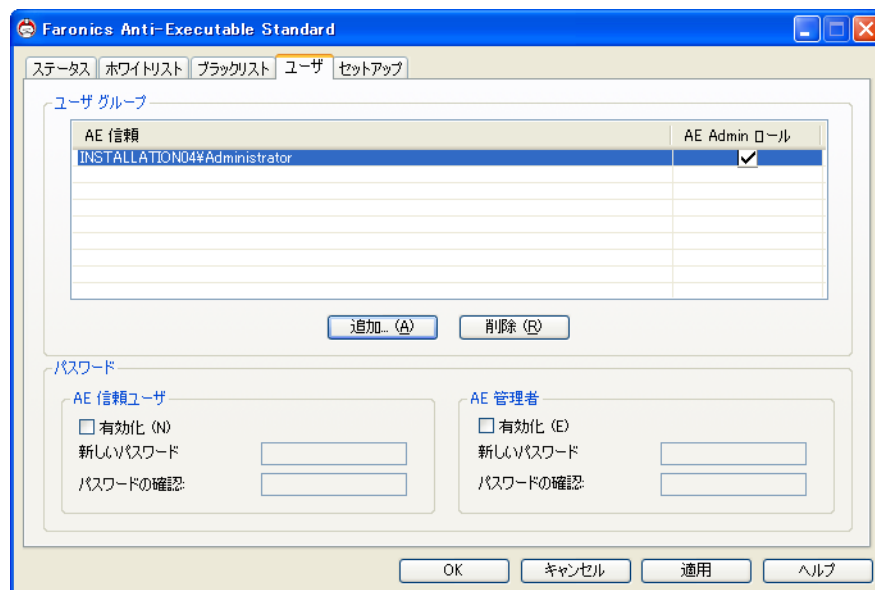 Faronics Anti-Executable Standard
ステータス ホワイトリスト ブラックリスト ユーザ セットアップ
ユーザ グループ
AE 信頼 AE Admin ロール
INSTALLATION04¥Administrator
追加... (A) 削除 (R)
パスワード
AE 信頼ユーザ AE 管理者
有効化 (N) 有効化 (E)
新しいパスワード 新しいパスワード
パスワードの確認: パスワードの確認:
OK キャンセル 適用 ヘルプ